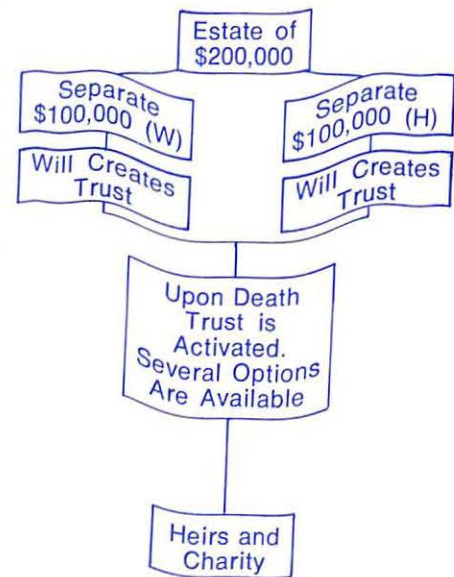 Estate of
$200,000
Separate
$100,000 (W)
Separate
$100,000 (H)
Will Creates
Trust
Will Creates
Trust
Upon Death
Trust is
Activated.
Several Options
Are Available
Heirs and
Charity